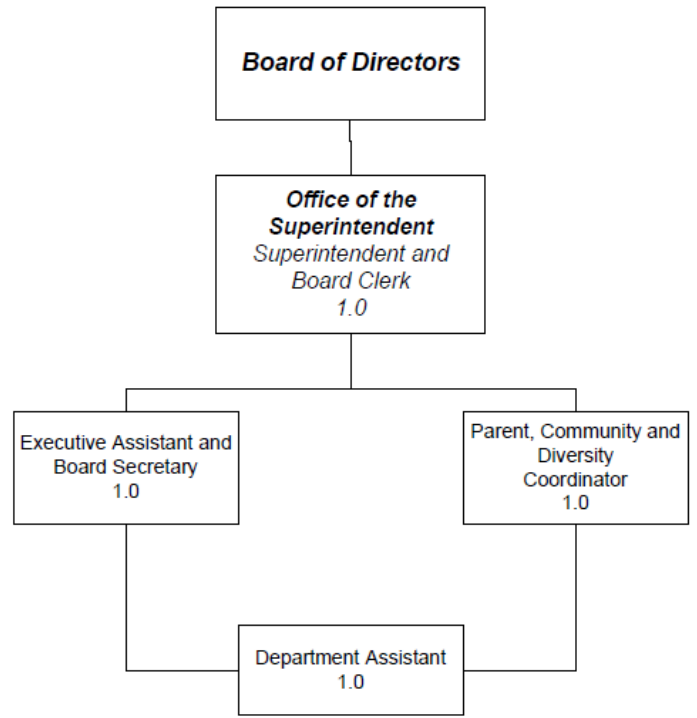 Board of Directors
Office of the
Superintendent
Superintendent and
Board Clerk
1.0
Executive Assistant and
Board Secretary
1.0
Parent, Community and
Diversity
Coordinator
1.0
Department Assistant
1.0